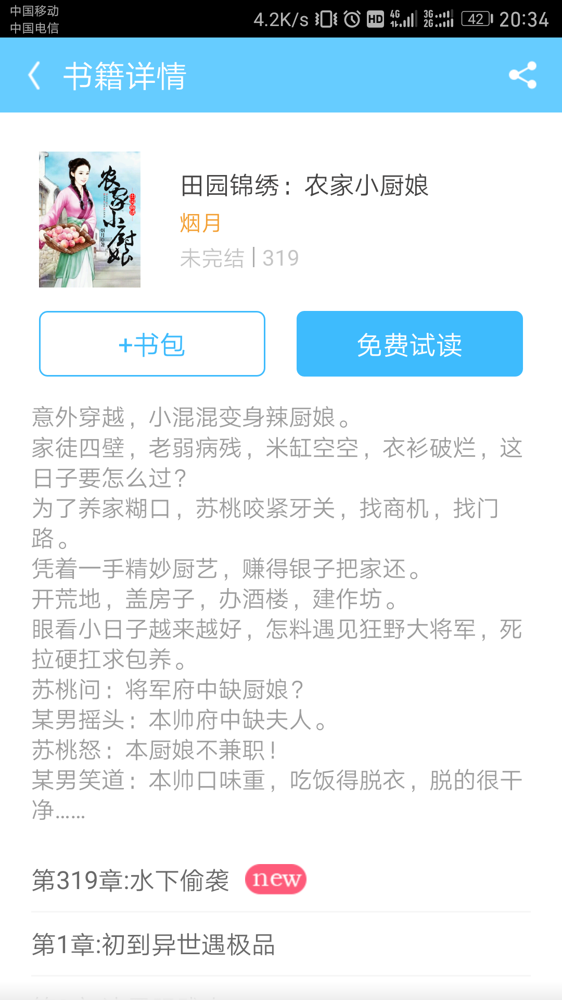 中国移动
中国电信
4.2K/s HD 4G 3G 2G 42 20:34
书籍详情
农家小厨娘
田园锦绣
烟月◎著
田园锦绣：农家小厨娘
烟月
未完结 | 319
+书包
免费试读
意外穿越，小混混变身辣厨娘。
家徒四壁，老弱病残，米缸空空，衣衫破烂，这
日子要怎么过？
为了养家糊口，苏桃咬紧牙关，找商机，找门
路。
凭着一手精妙厨艺，赚得银子把家还。
开荒地，盖房子，办酒楼，建作坊。
眼看小日子越来越好，怎料遇见狂野大将军，死
拉硬扛求包养。
苏桃问：将军府中缺厨娘？
某男摇头：本帅府中缺夫人。
苏桃怒：本厨娘不兼职！
某男笑道：本帅口味重，吃饭得脱衣，脱的很干
净……
第319章:水下偷袭 new
第1章:初到异世遇极品